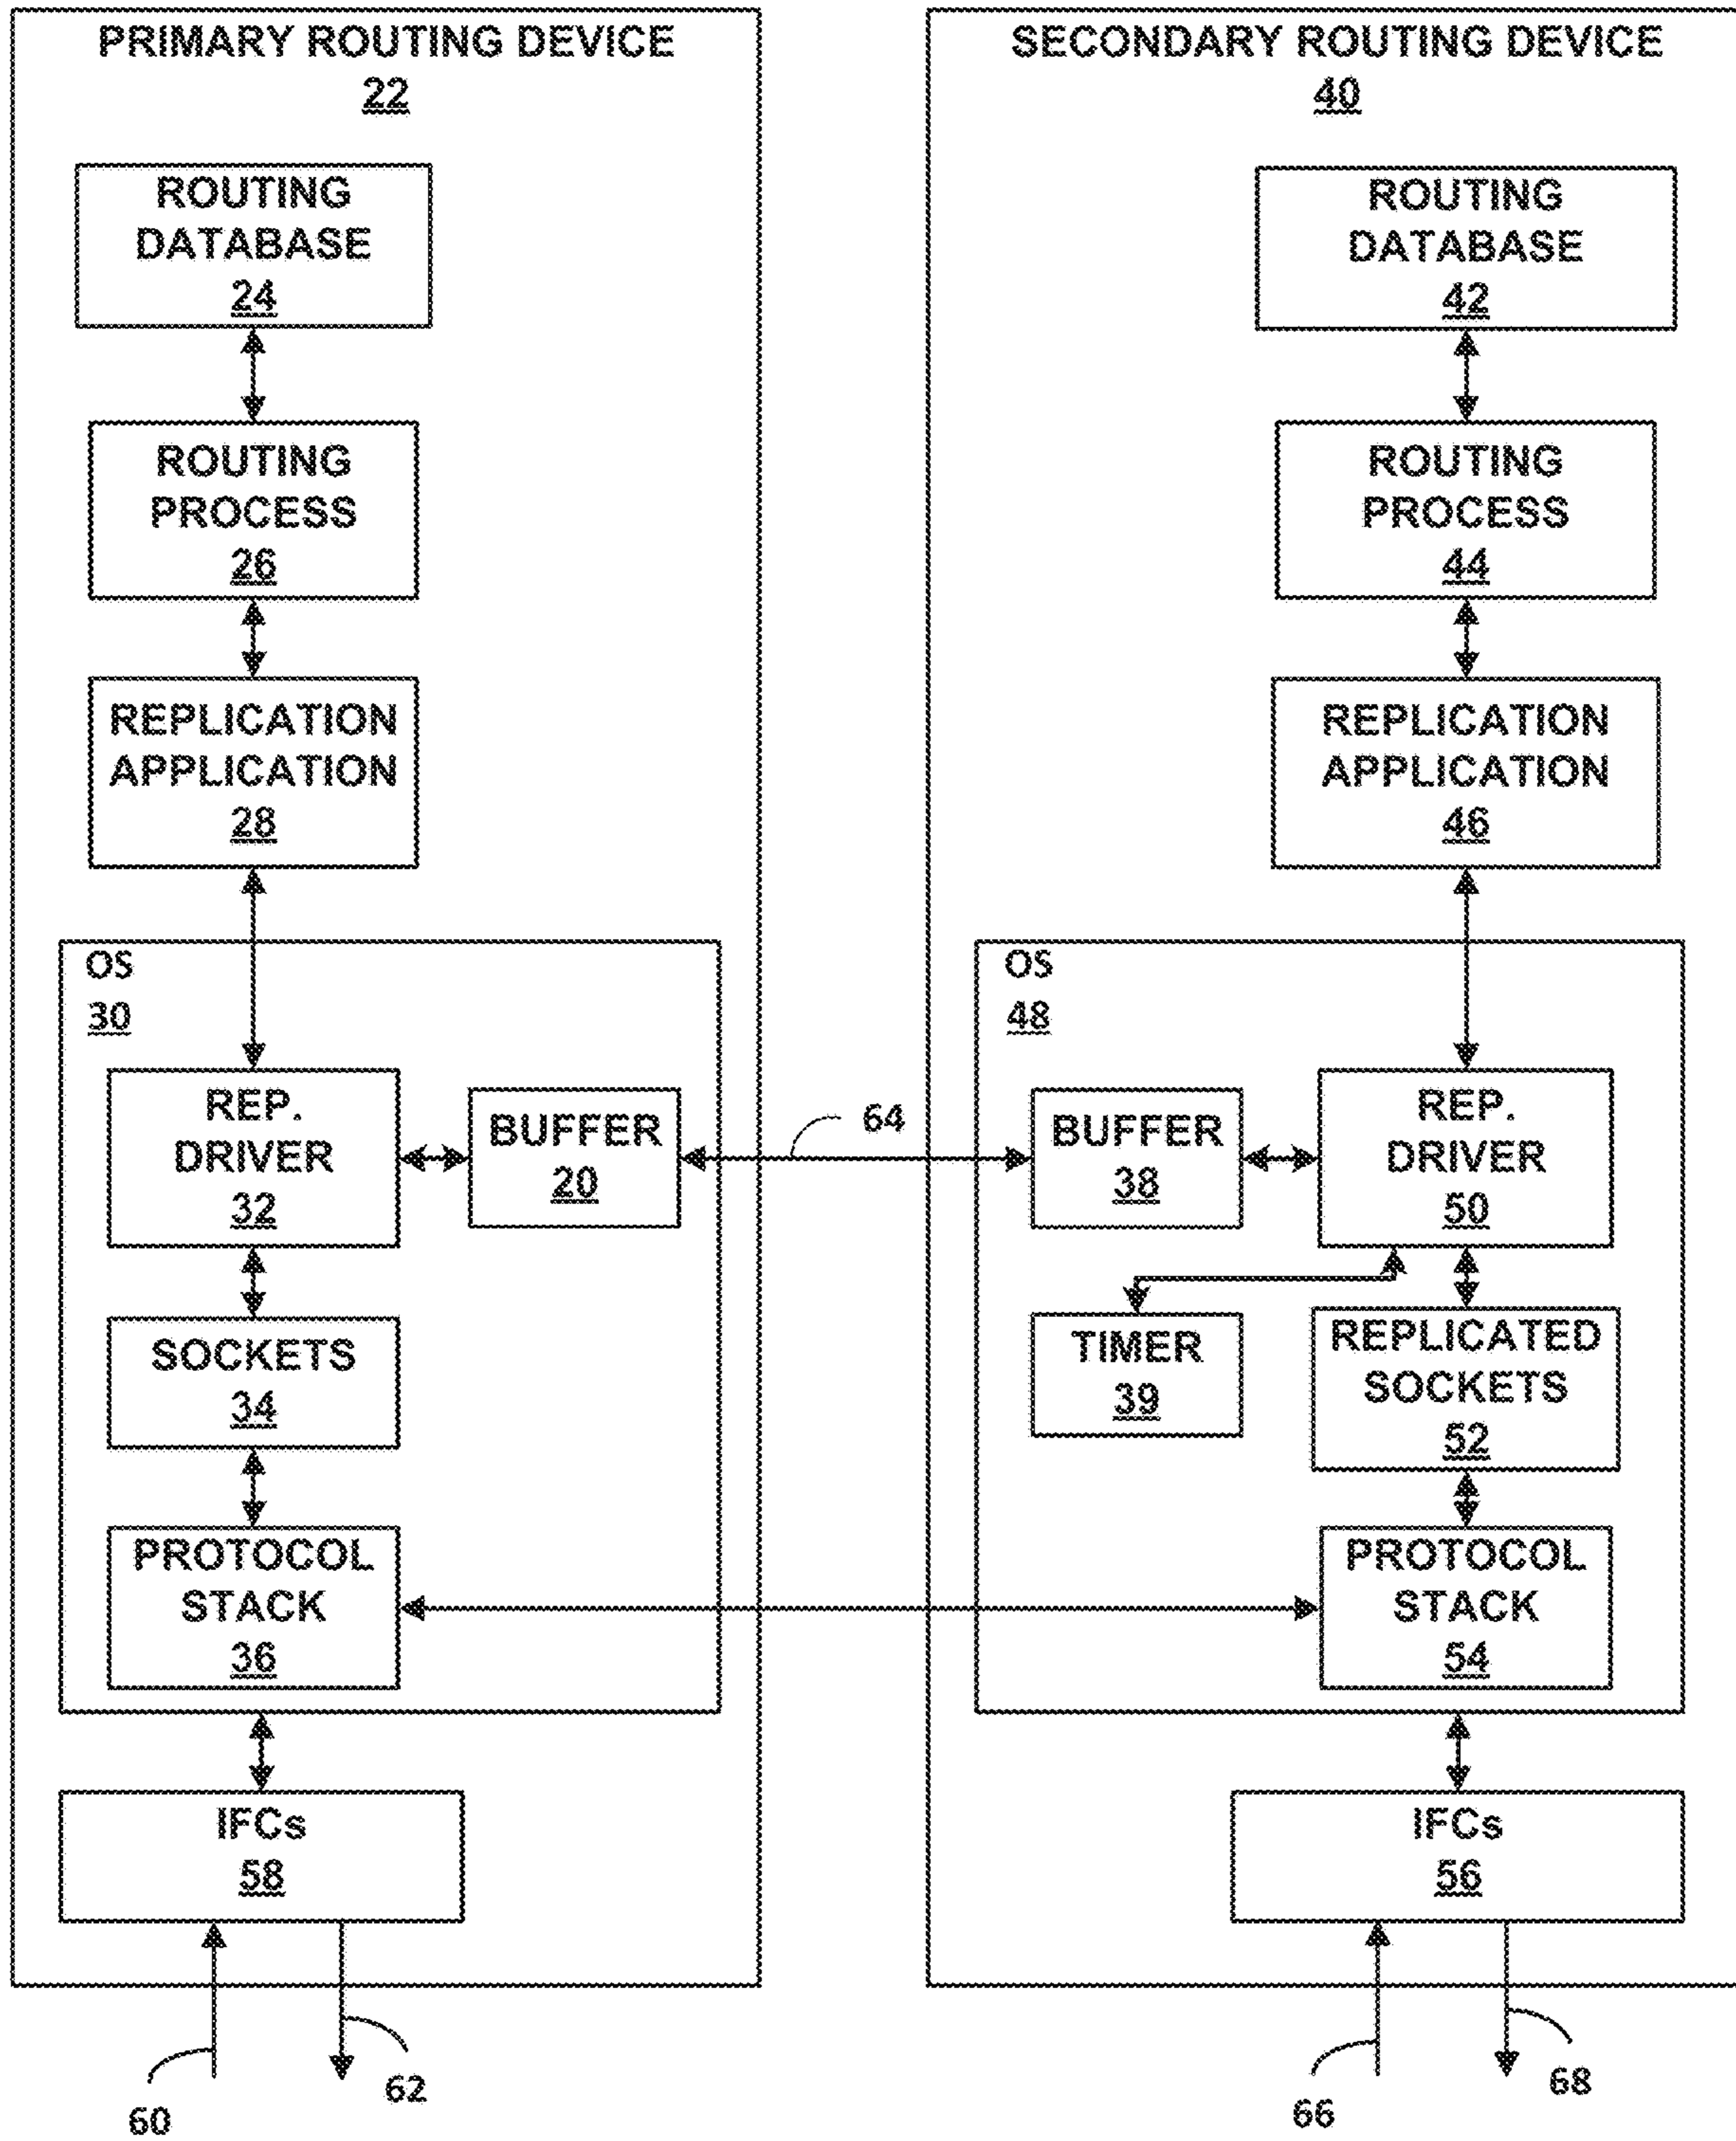 PRIMARY ROUTING DEVICE
22
ROUTING
DATABASE
24
ROUTING
PROCESS
26
REPLICATION
APPLICATION
28
OS
30
REP.
DRIVER
32
BUFFER
20
SOCKETS
34
PROTOCOL
STACK
36
IFCs
58
60
62
64
SECONDARY ROUTING DEVICE
40
ROUTING
DATABASE
42
ROUTING
PROCESS
44
REPLICATION
APPLICATION
46
OS
48
BUFFER
38
REP.
DRIVER
50
TIMER
39
REPLICATED
SOCKETS
52
PROTOCOL
STACK
54
IFCs
56
66
68